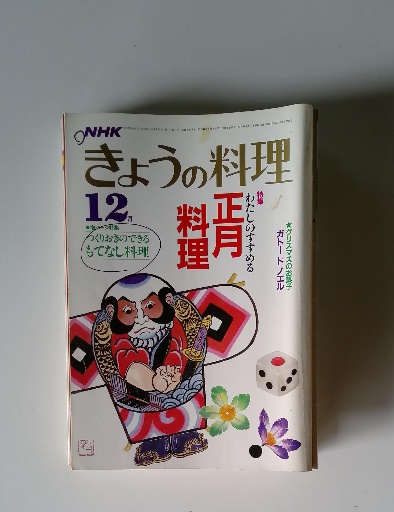 NHK
きょうの料理
12月
つくりおきのできる
もてなし料理
特集
わたしのすすめる
正月
料理
★クリスマスのお菓子
ガトー・ド・ノエル